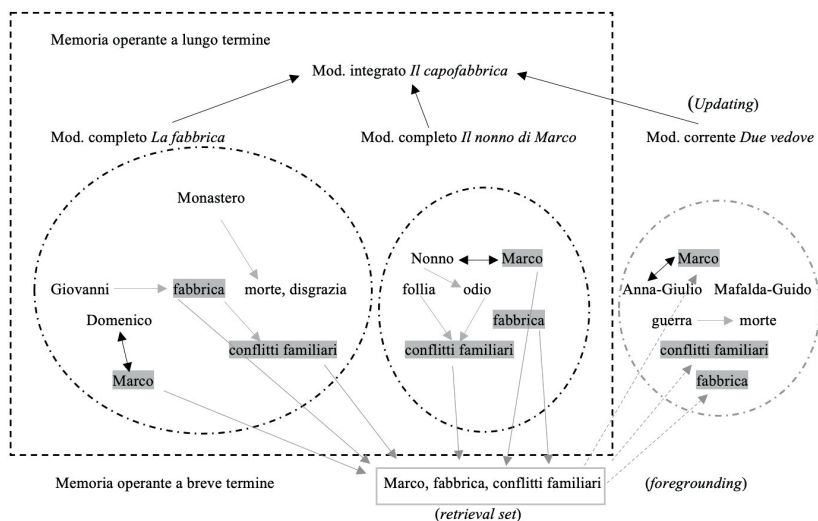 Memoria operante a lungo termine
Mod. integrato Il capofabbrica
(Updating)
Mod. completo La fabbrica
Mod. completo Il nonno di Marco
Mod. corrente Due vedove
Monastero
Giovanni
fabbrica
morte, disgrazia
Domenico
conflitti familiari
Marco
Nonno
Marco
follia
odio
fabbrica
conflitti familiari
Marco
Anna-Giulio
Mafalda-Guido
guerra
morte
conflitti familiari
fabbrica
Memoria operante a breve termine
Marco, fabbrica, conflitti familiari
(foregrounding)
(retrieval set)